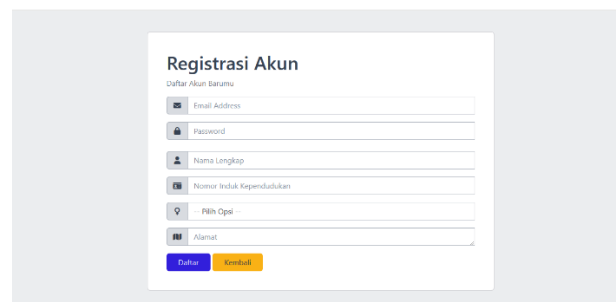 Registrasi Akun
Daftar Akun Barumu
Email Address
Password
Nama Lengkap
Nomor Induk Kependudukan
-- Pilih Opsi --
Alamat
Daftar Kembali